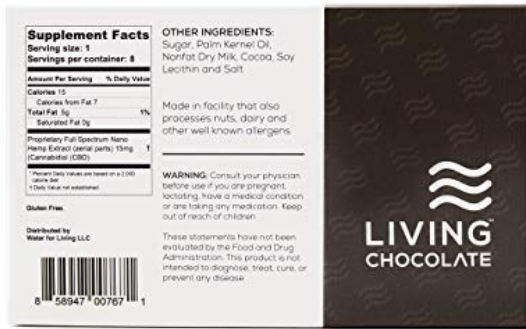 Supplement Facts
Serving size: 1
Servings per container: 8
Amount Per Serving % Daily Value
Calories 15
Calories from Fat 7
Total Fat .5g 1%
Saturated Fat 0g
Proprietary Full Spectrum Nano
Hemp Extract (aerial parts) 15mg †
(Cannabidiol (CBD)
* Percent Daily Values are based on a 2,000
calorie diet
† Daily Value not established.
Gluten Free.
Distributed by
Water for Living LLC
8 58947 00767 1
OTHER INGREDIENTS:
Sugar, Palm Kernel Oil,
Nonfat Dry Milk, Cocoa, Soy
Lecithin and Salt
Made in facility that also
processes nuts, dairy and
other well known allergens.
WARNING: Consult your physician
before use if you are pregnant,
lactating, have a medical condition
or are taking any medication. Keep
out of reach of children
These statements have not been
evaluated by the Food and Drug
Administration. This product is not
intended to diagnose, treat, cure, or
prevent any disease
LIVING™
CHOCOLATE